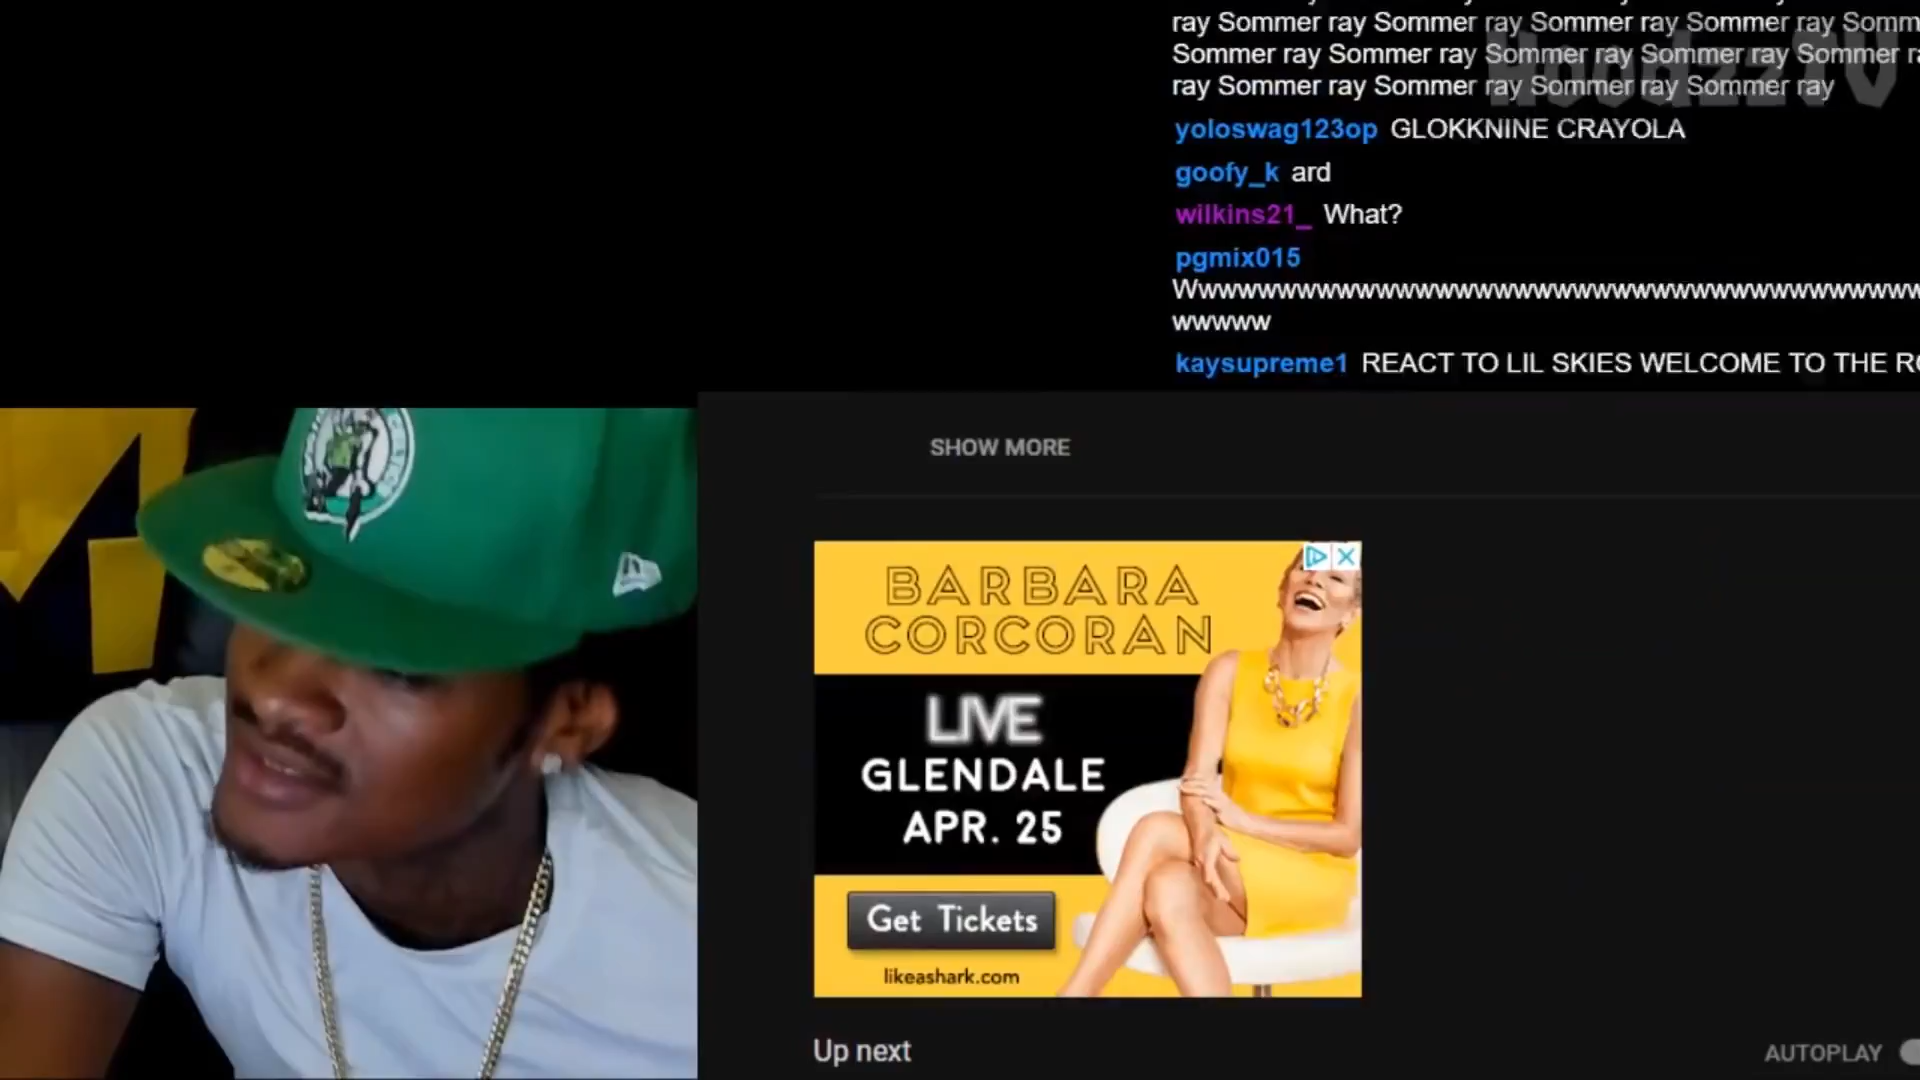 ray Sommer ray Sommer ray Sommer ray Sommer ray Somm
Sommer ray Sommer ray Sommer ray Sommer ray Sommer
ray Sommer ray Sommer ray Sommer ray Sommer ray
HoodzzTV
yoloswag123op GLOKKNINE CRAYOLA
goofy_k ard
wilkins21_ What?
pgmix015
Wwwwwwwwwwwwwwwwwwwwwwwwwwwwwwwwwwwwww
wwwww
kaysupreme1 REACT TO LIL SKIES WELCOME TO THE
SHOW MORE
BARBARA
CORCORAN
LIVE
GLENDALE
APR. 25
Get Tickets
likeashark.com
Up next
AUTOPLAY